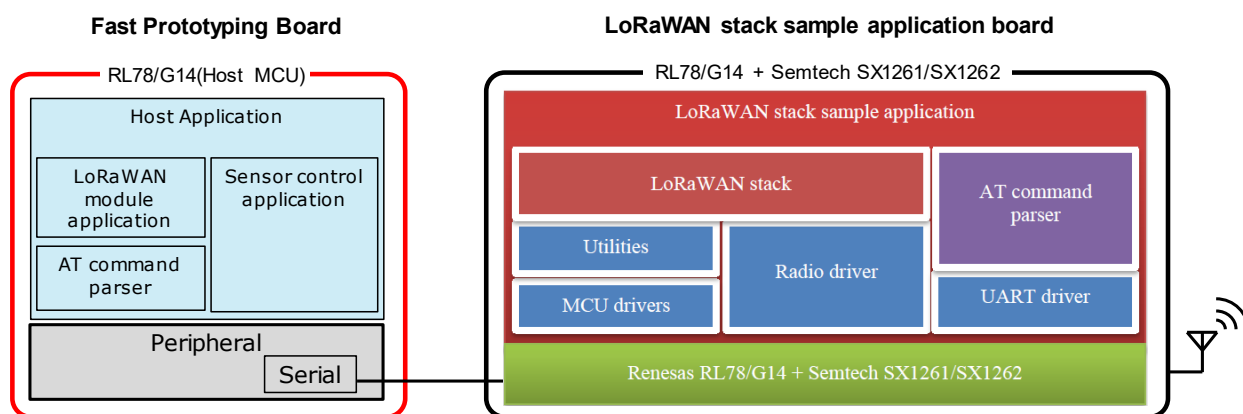 Fast Prototyping Board
RL78/G14(Host MCU)
Host Application
LoRaWAN
module
application
AT command
parser
Sensor control
application
Peripheral
Serial
LoRaWAN stack sample application board
RL78/G14 + Semtech SX1261/SX1262
LoRaWAN stack sample application
LoRaWAN stack
Utilities
MCU drivers
Radio driver
AT command
parser
UART driver
Renesas RL78/G14 + Semtech SX1261/SX1262